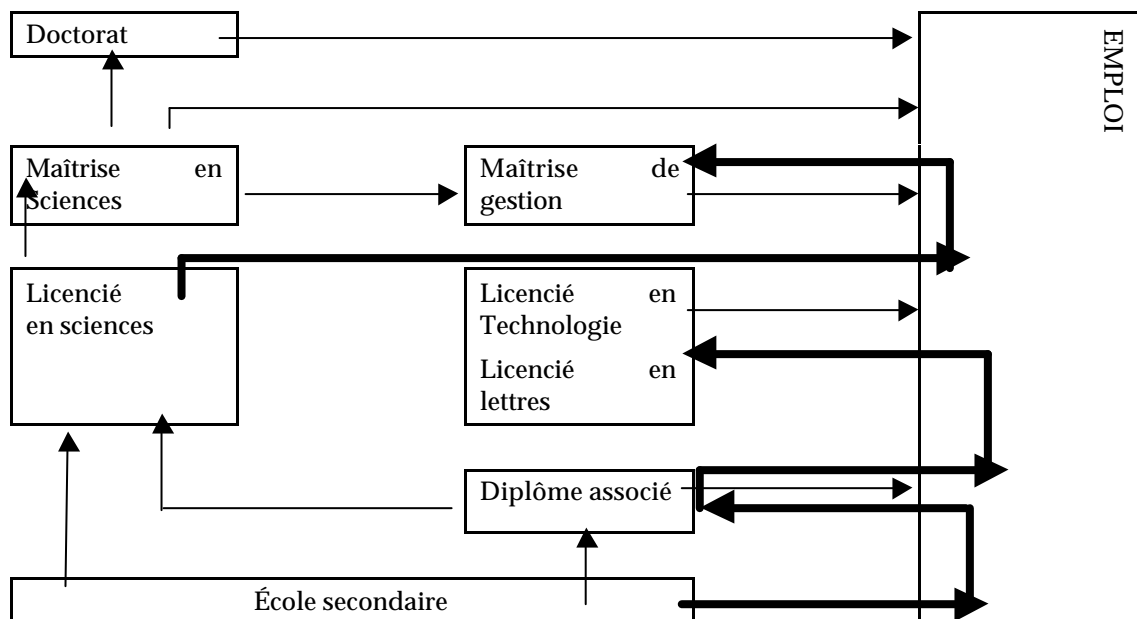 Doctorat
EMPLOI
Maîtrise en
Sciences
Maîtrise de
gestion
Licencié
en sciences
Licencié en
Technologie
Licencié en
lettres
Diplôme associé
École secondaire